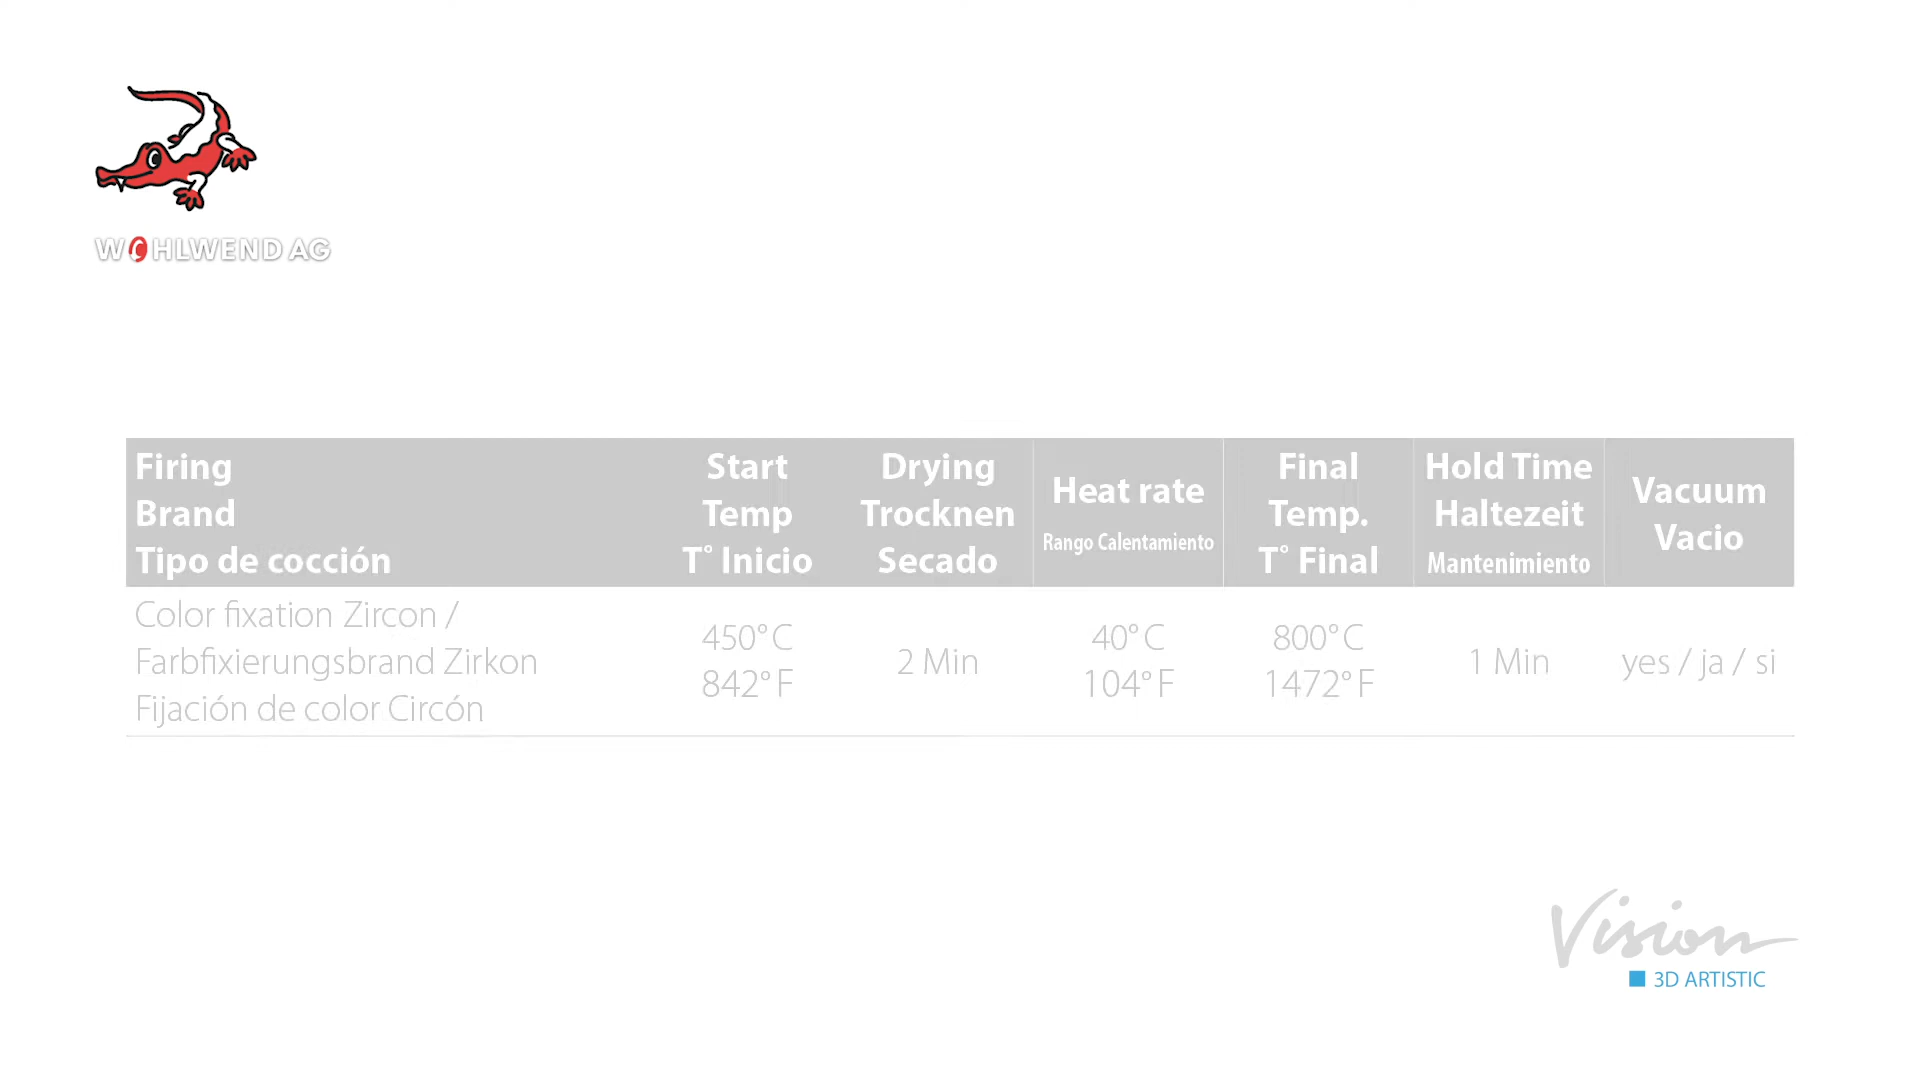 WOHLWEND AG
Firing
Brand
Tipo de cocción
Start
Temp
T° Inicio
Drying
Trocknen
Secado
Heat rate
Rango Calentamiento
Final
Temp.
T° Final
Hold Time
Haltezeit
Mantenimiento
Vacuum
Vacio
Color fixation Zircon /
Farbfixierungsbrand Zirkon
Fijación de color Circón
450°C
842°F
2 Min
40°C
104°F
800°C
1472°F
1 Min
yes / ja / si
Vision
3D ARTISTIC